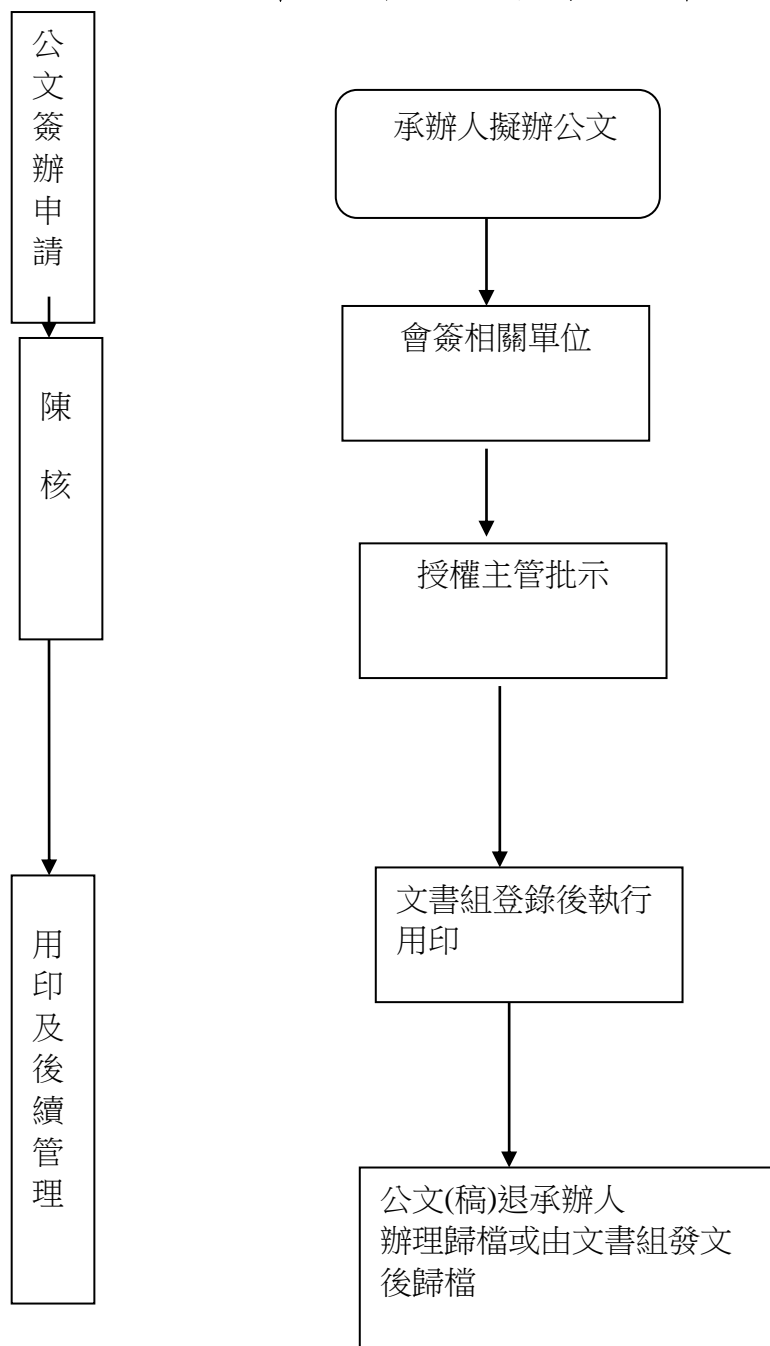 公文簽辦申請
承辦人擬辦公文
會簽相關單位
陳核
授權主管批示
文書組登錄後執行
用印
用印及後續管理
公文(稿)退承辦人
辦理歸檔或由文書組發文
後歸檔